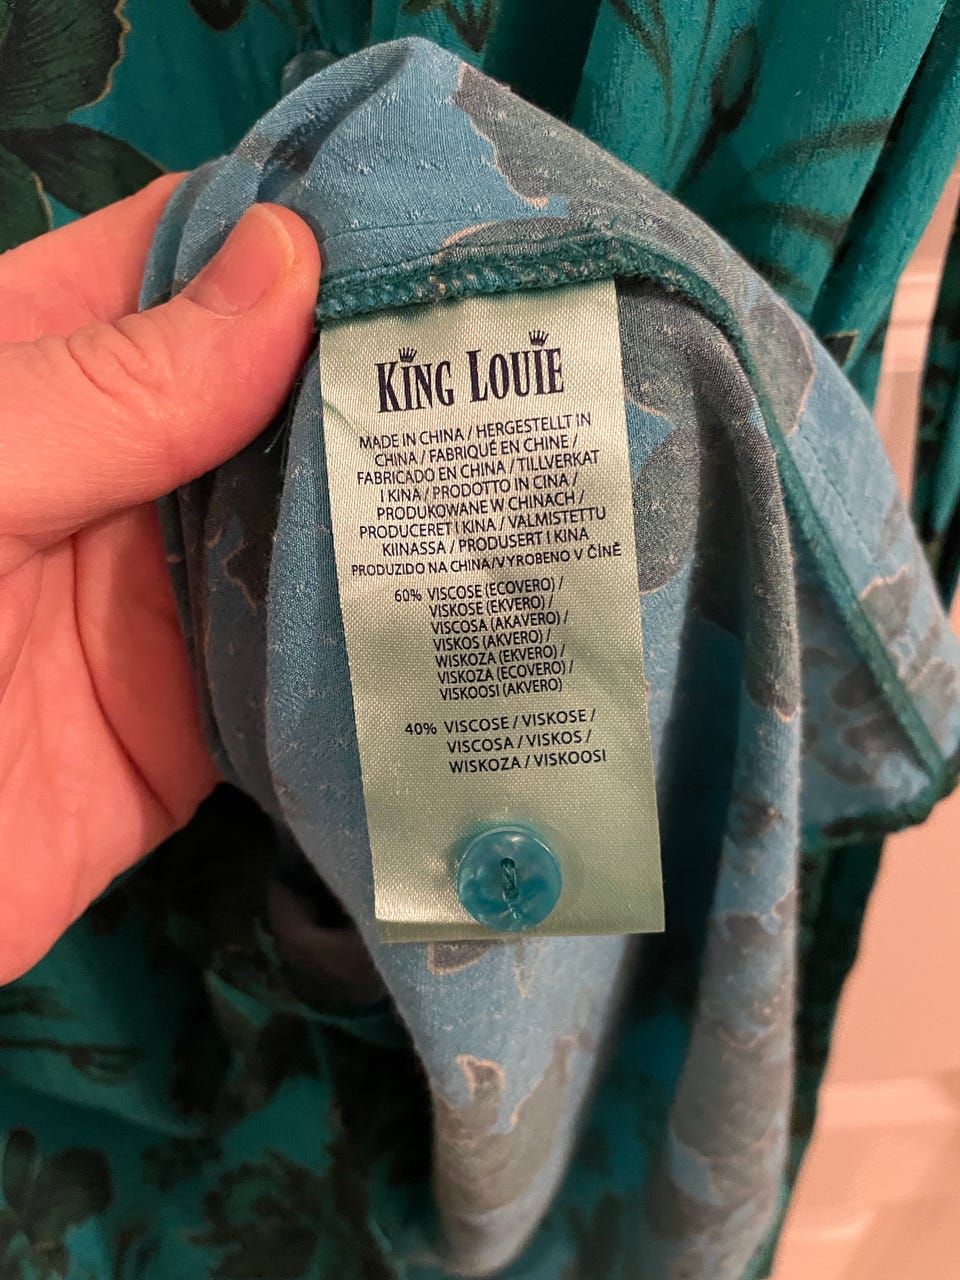 KING LOUIE
MADE IN CHINA / HERGESTELLT IN
CHINA / FABRIQUÉ EN CHINE /
FABRICADO EN CHINA / TILLVERKAT
I KINA / PRODOTTO IN CINA /
PRODUKOWANE W CHINACH /
PRODUCERET I KINA / VALMISTETTU
KIINASSA / PRODUSERT I KINA
PRODUZIDO NA CHINA/VYROBENO V ČÍNĚ
60% VISCOSE (ECOVERO) /
VISKOSE (EKVERO) /
VISCOSA (AKAVERO) /
VISKOS (AKVERO) /
WISKOZA (EKVERO) /
VISKOZA (ECOVERO) /
VISKOOSI (AKVERO)
40% VISCOSE / VISKOSE /
VISCOSA / VISKOS /
WISKOZA / VISKOOSI